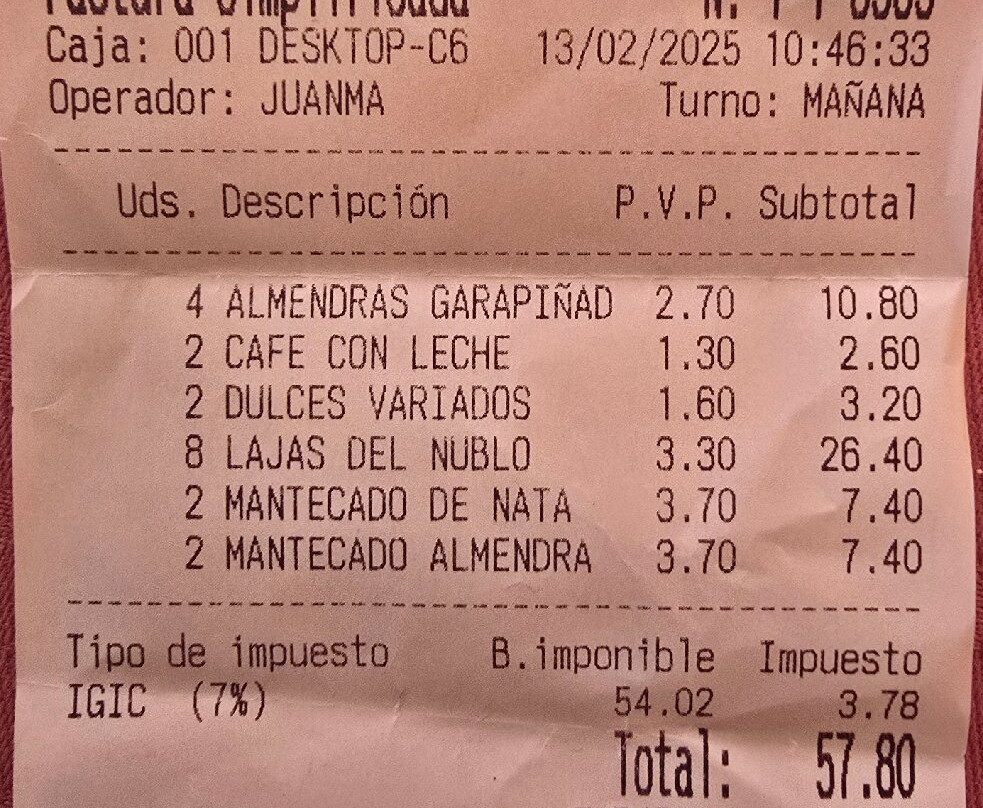 Factura Simplificada N.
Caja: 001 DESKTOP-C6 13/02/2025 10:46:33
Operador: JUANMA Turno: MAÑANA
Uds. Descripción P.V.P. Subtotal
4 ALMENDRAS GARAPIÑAD 2.70 10.80
2 CAFE CON LECHE 1.30 2.60
2 DULCES VARIADOS 1.60 3.20
8 LAJAS DEL NUBLO 3.30 26.40
2 MANTECADO DE NATA 3.70 7.40
2 MANTECADO ALMENDRA 3.70 7.40
Tipo de impuesto B.imponible Impuesto
IGIC (7%) 54.02 3.78
Total: 57.80